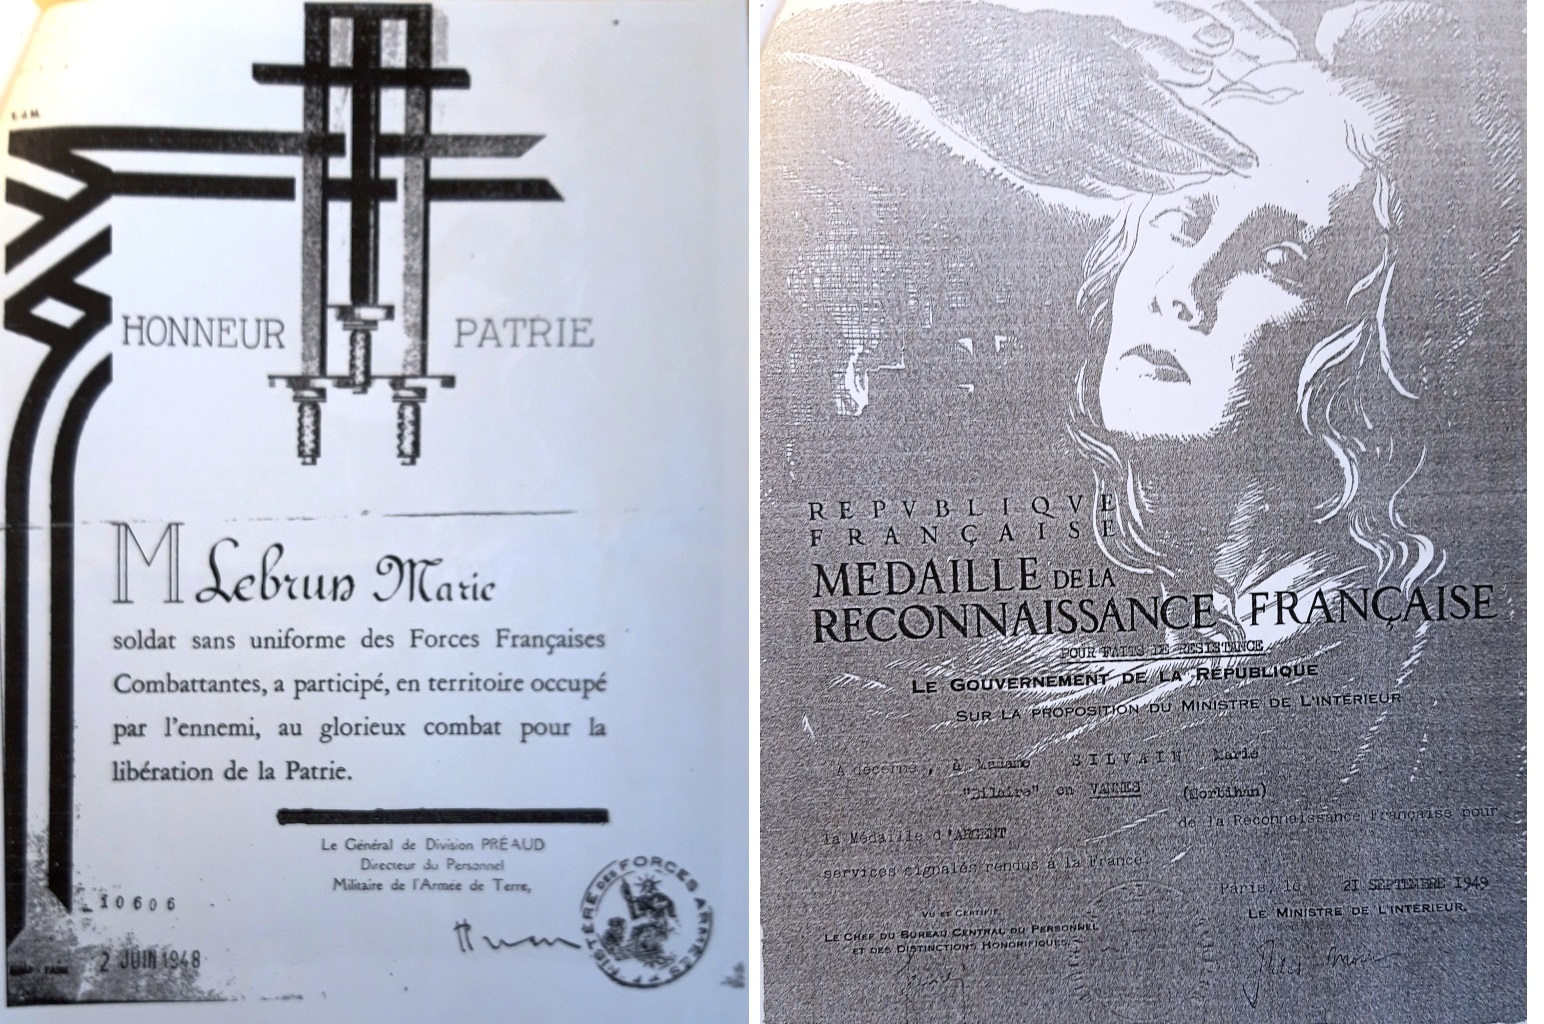 HONNEUR PATRIE
M Lebrun Marie
soldat sans uniforme des Forces Françaises
Combattantes, a participé, en territoire occupé
par l'ennemi, au glorieux combat pour la
libération de la Patrie.
Le Général de Division PRÉAUD
Directeur du Personnel
Militaire de l'Armée de Terre,
MINISTÈRE DES FORCES ARMÉES
10606
2 JUIN 1948
REPVBLIQVE
FRANÇAISE
MEDAILLE DE LA
RECONNAISSANCE FRANÇAISE
POUR FAITS DE RESISTANCE
LE GOUVERNEMENT DE LA RÉPUBLIQUE
SUR LA PROPOSITION DU MINISTRE DE L'INTÉRIEUR
A décerné, à Madame SILVAIN Marie
"Hilaire" en VANNES (Morbihan)
la Médaille d'ARGENT de la Reconnaissance Française pour
services signalés rendus à la France.
Paris, le 21 SEPTEMBRE 1949
LE MINISTRE DE L'INTÉRIEUR,
VU ET CERTIFIÉ
LE CHEF DU BUREAU CENTRAL DU PERSONNEL
ET DES DISTINCTIONS HONORIFIQUES,